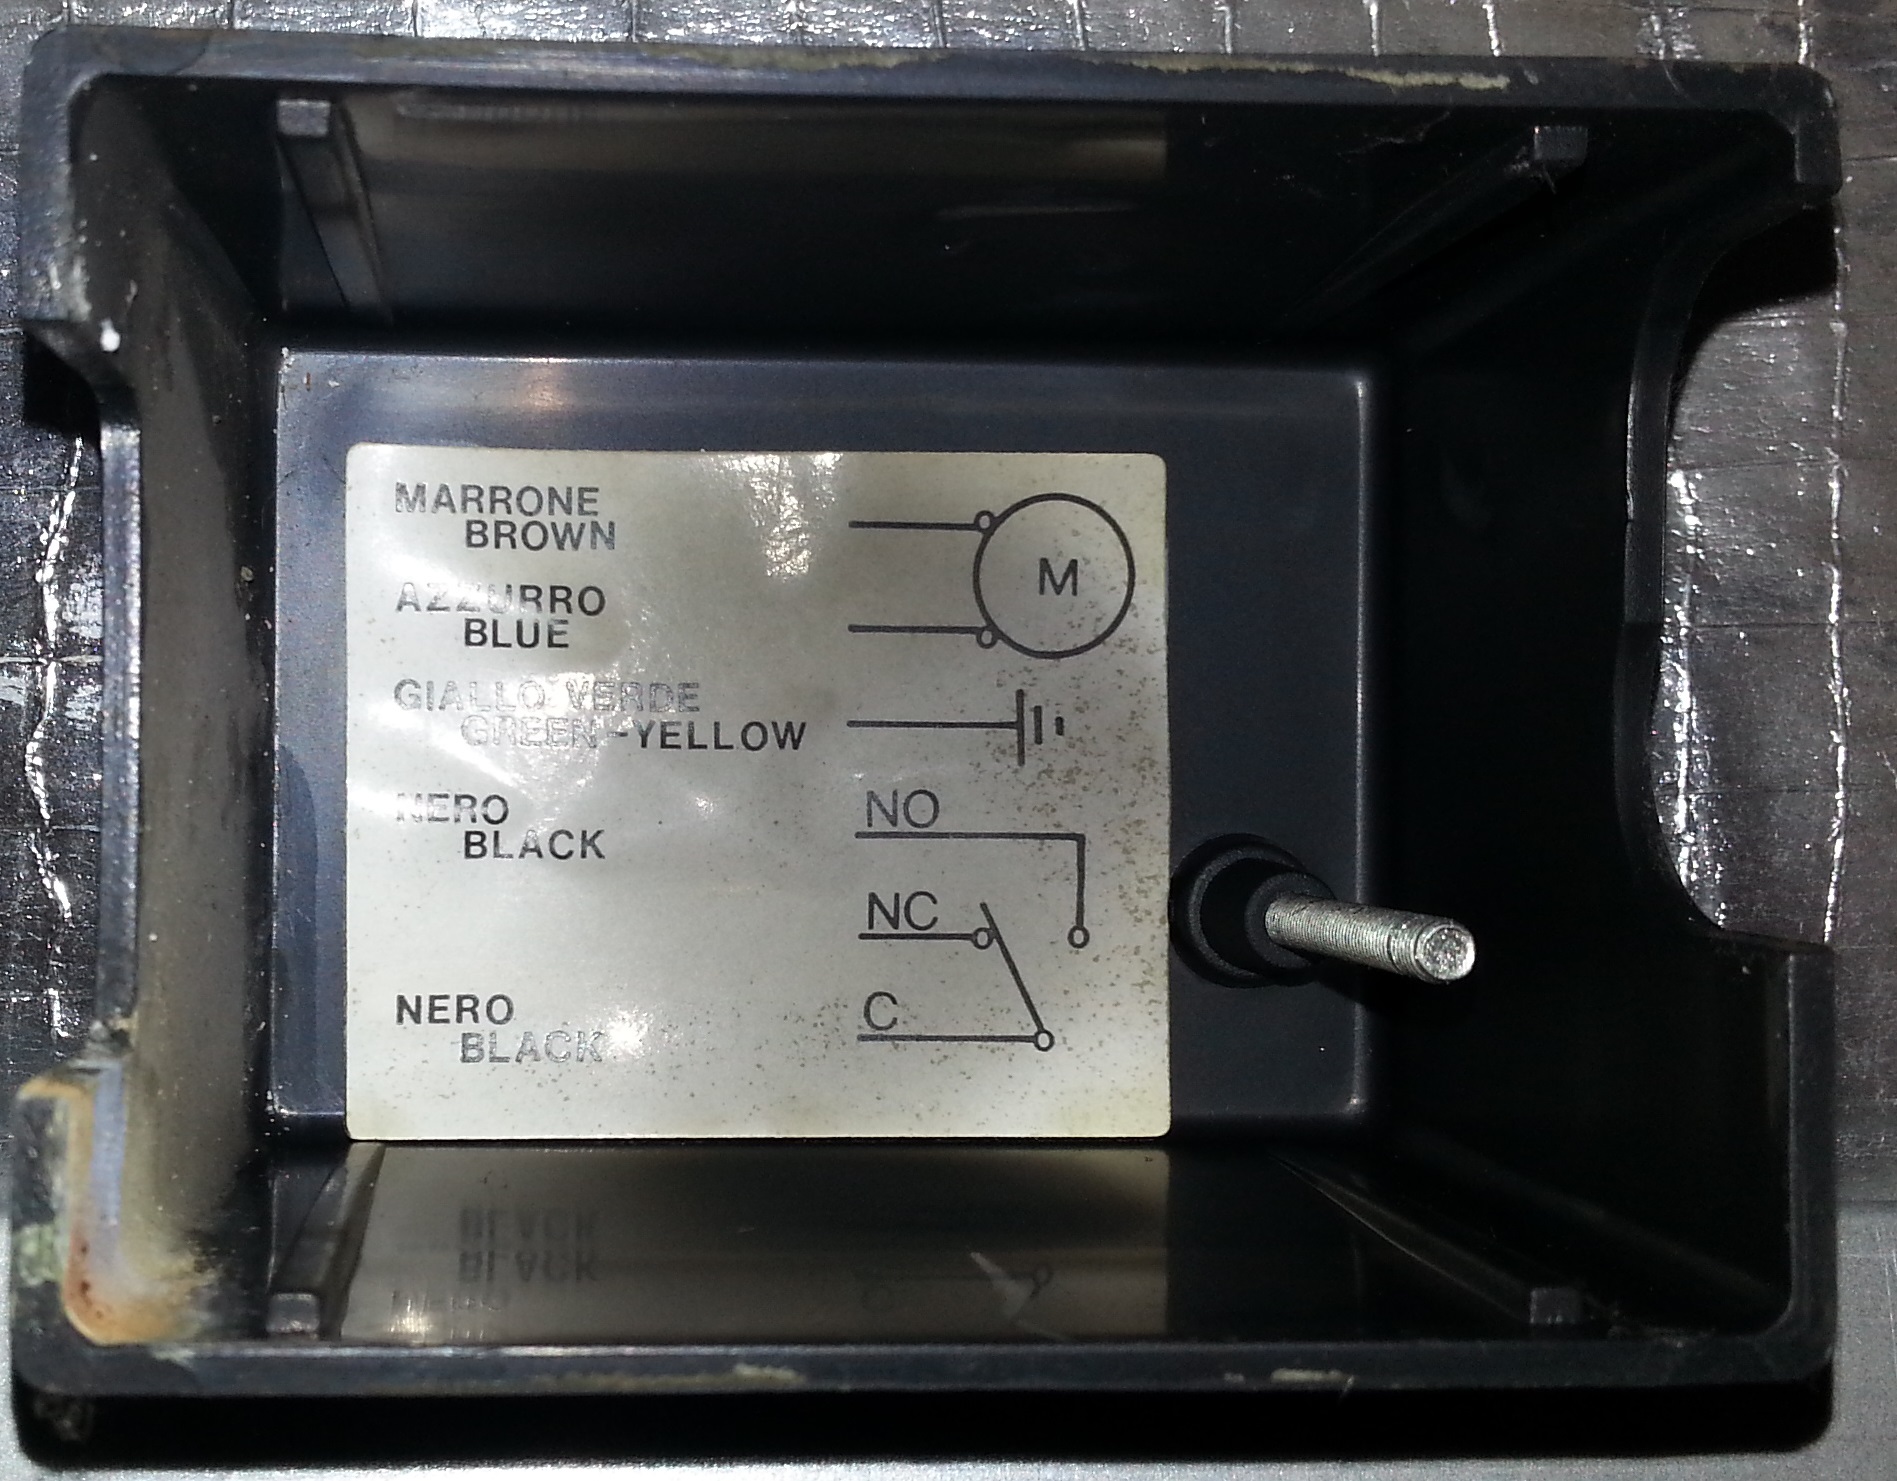 MARRONE
BROWN
M
AZZURRO
BLUE
GIALLO VERDE
GREEN-YELLOW
NERO
BLACK
NO
NC
NERO
BLACK
C